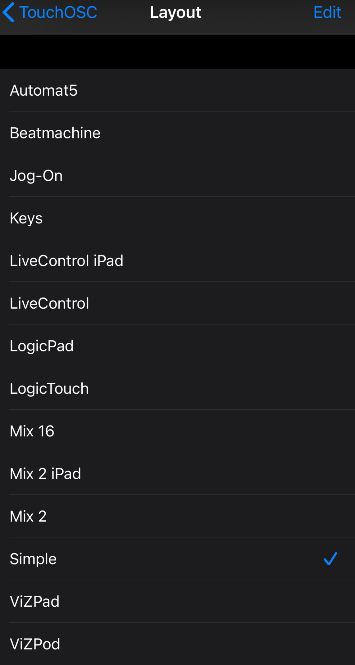 TouchOSC Layout Edit
Automat5
Beatmachine
Jog-On
Keys
LiveControl iPad
LiveControl
LogicPad
LogicTouch
Mix 16
Mix 2 iPad
Mix 2
Simple
ViZPad
ViZPod